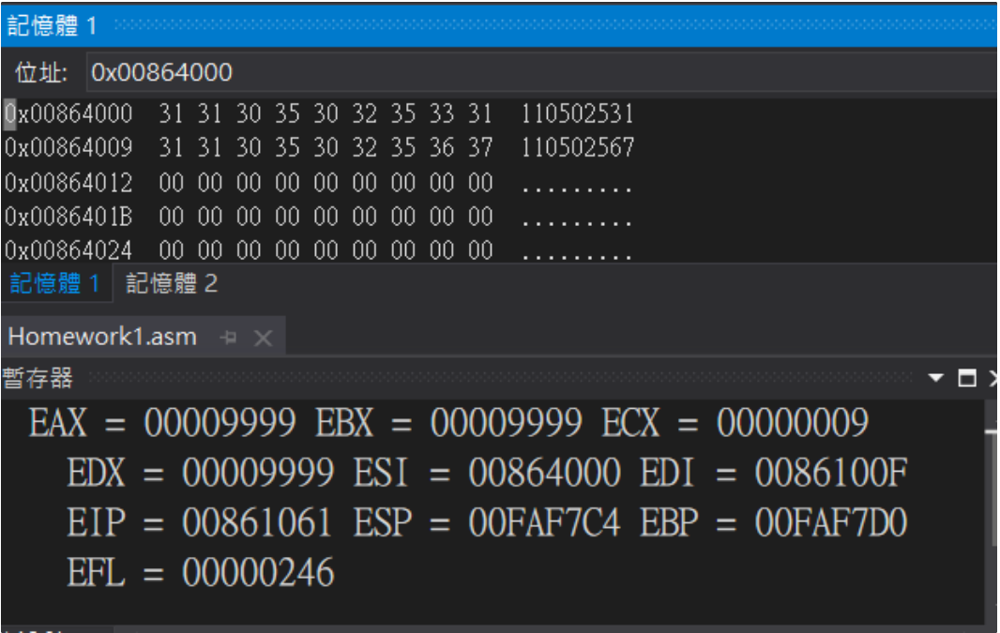 記憶體 1
位址: 0x00864000
0x00864000 31 31 30 35 30 32 35 33 31 110502531
0x00864009 31 31 30 35 30 32 35 36 37 110502567
0x00864012 00 00 00 00 00 00 00 00 00 .........
0x0086401B 00 00 00 00 00 00 00 00 00 .........
0x00864024 00 00 00 00 00 00 00 00 00 .........
記憶體 1 記憶體 2
Homework1.asm
暫存器
EAX = 00009999 EBX = 00009999 ECX = 00000009
EDX = 00009999 ESI = 00864000 EDI = 0086100F
EIP = 00861061 ESP = 00FAF7C4 EBP = 00FAF7D0
EFL = 00000246